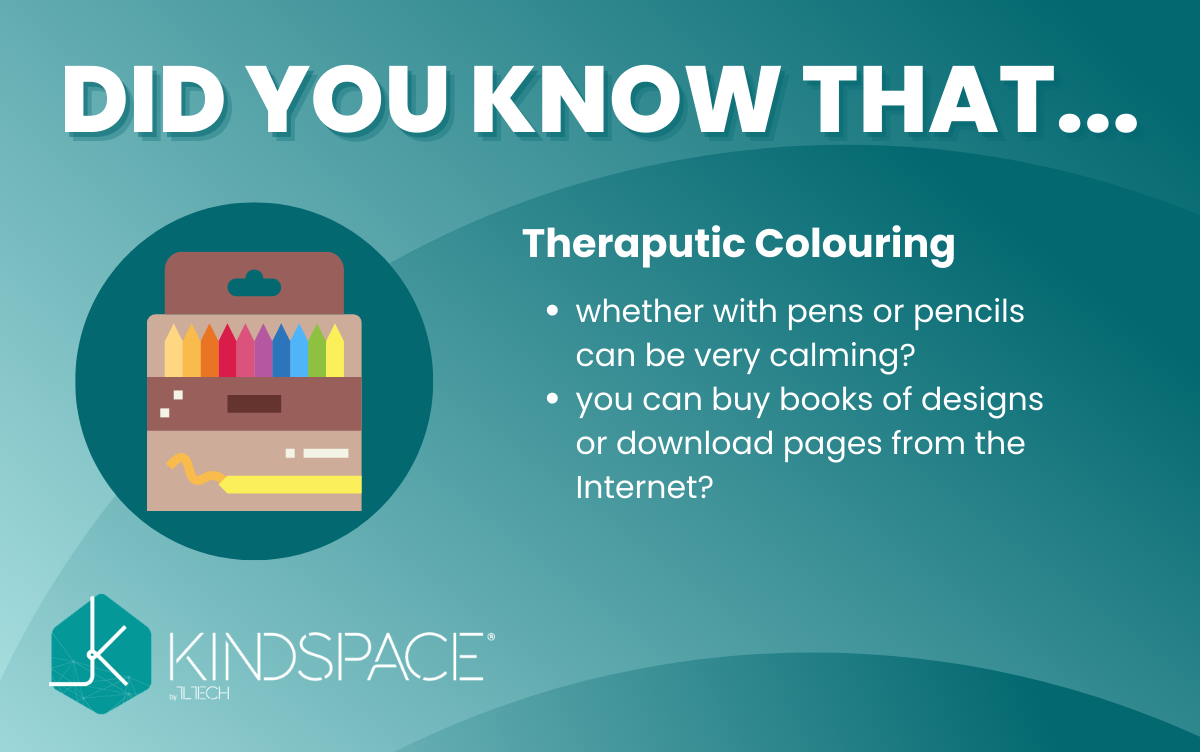 DID YOU KNOW THAT...
Theraputic Colouring
• whether with pens or pencils
can be very calming?
• you can buy books of designs
or download pages from the
Internet?
KINDSPACE®
by TLTECH